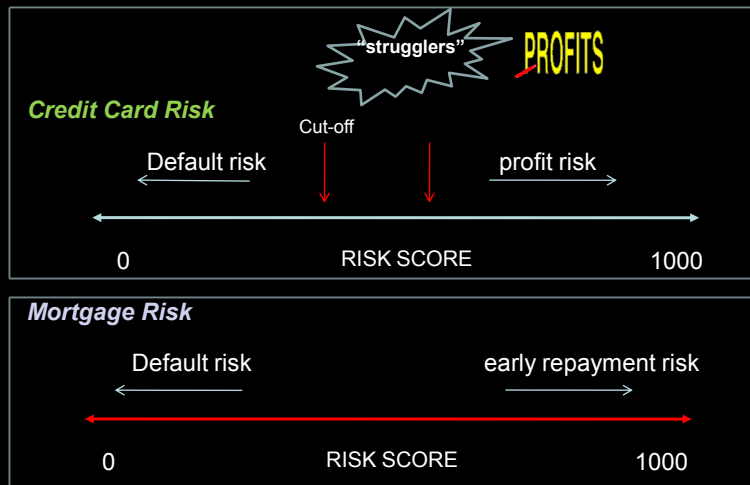 “strugglers”
PROFITS
Credit Card Risk
Cut-off
Default risk
profit risk
0
RISK SCORE
1000
Mortgage Risk
Default risk
early repayment risk
0
RISK SCORE
1000